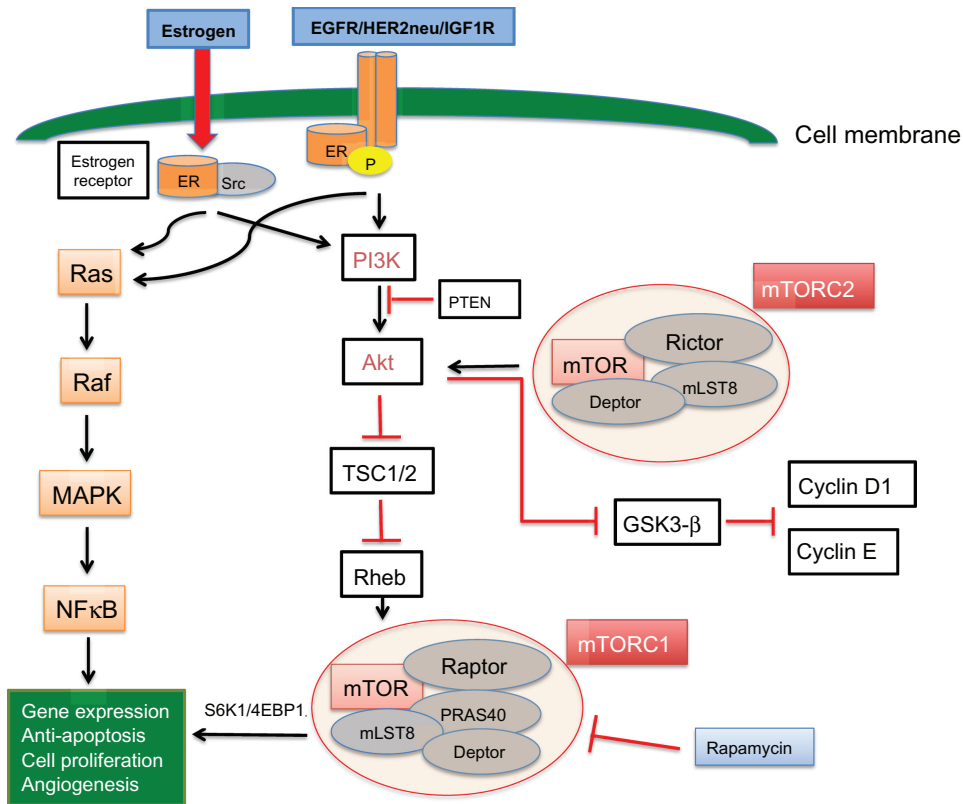 Estrogen
EGFR/HER2neu/IGF1R
Cell membrane
Estrogen
receptor
ER
Src
ER
P
Ras
PI3K
PTEN
mTORC2
Raf
Akt
Rictor
mTOR
mLST8
Deptor
MAPK
TSC1/2
GSK3-β
Cyclin D1
Cyclin E
NFκB
Rheb
mTORC1
Raptor
mTOR
PRAS40
mLST8
Deptor
S6K1/4EBP1
Gene expression
Anti-apoptosis
Cell proliferation
Angiogenesis
Rapamycin